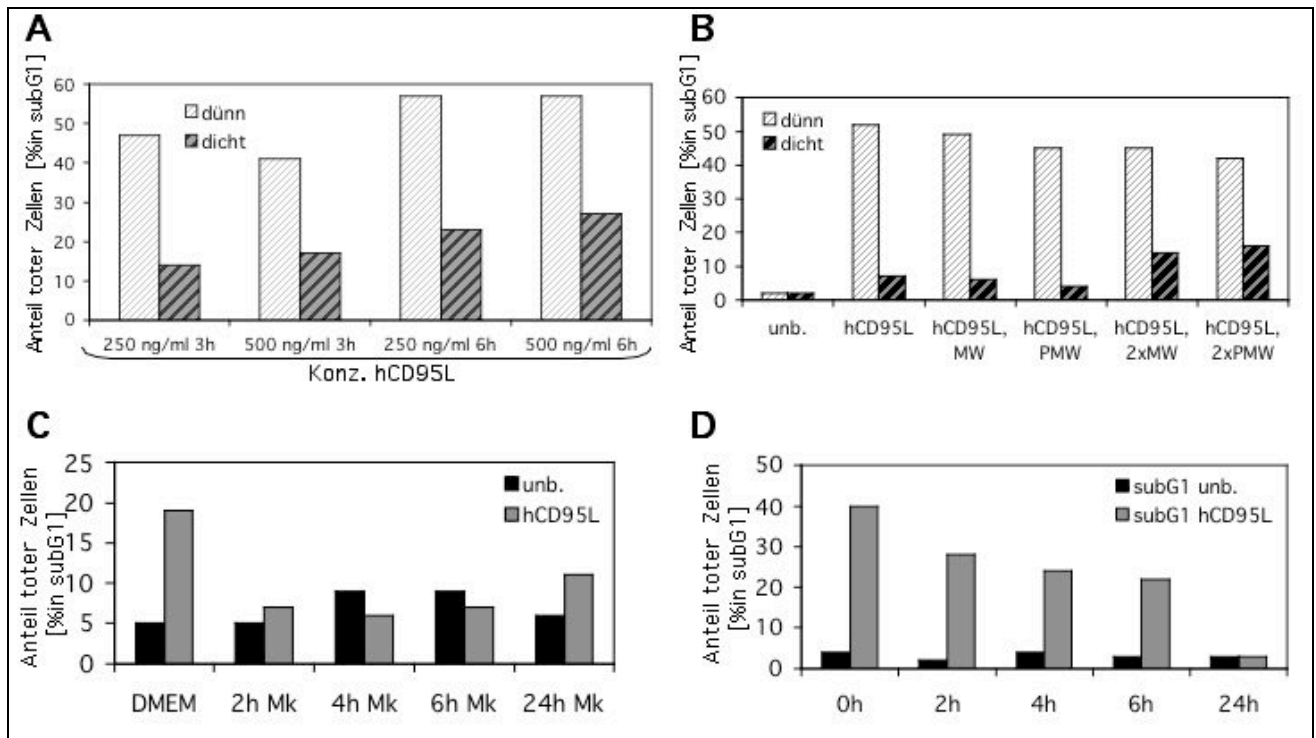 A
Anteil toter Zellen [%in subG1]
60
50
40
30
20
10
0
dünn
dicht
250 ng/ml 3h 500 ng/ml 3h 250 ng/ml 6h 500 ng/ml 6h
Konz. hCD95L
B
Anteil toter Zellen [%in subG1]
60
50
40
30
20
10
0
dünn
dicht
unb. hCD95L hCD95L, hCD95L, hCD95L, hCD95L,
MW PMW 2xMW 2xPMW
C
Anteil toter Zellen
[%in subG1]
25
20
15
10
5
0
unb.
hCD95L
DMEM 2h Mk 4h Mk 6h Mk 24h Mk
D
Anteil toter Zellen
[%in subG1]
50
40
30
20
10
0
subG1 unb.
subG1 hCD95L
0h 2h 4h 6h 24h